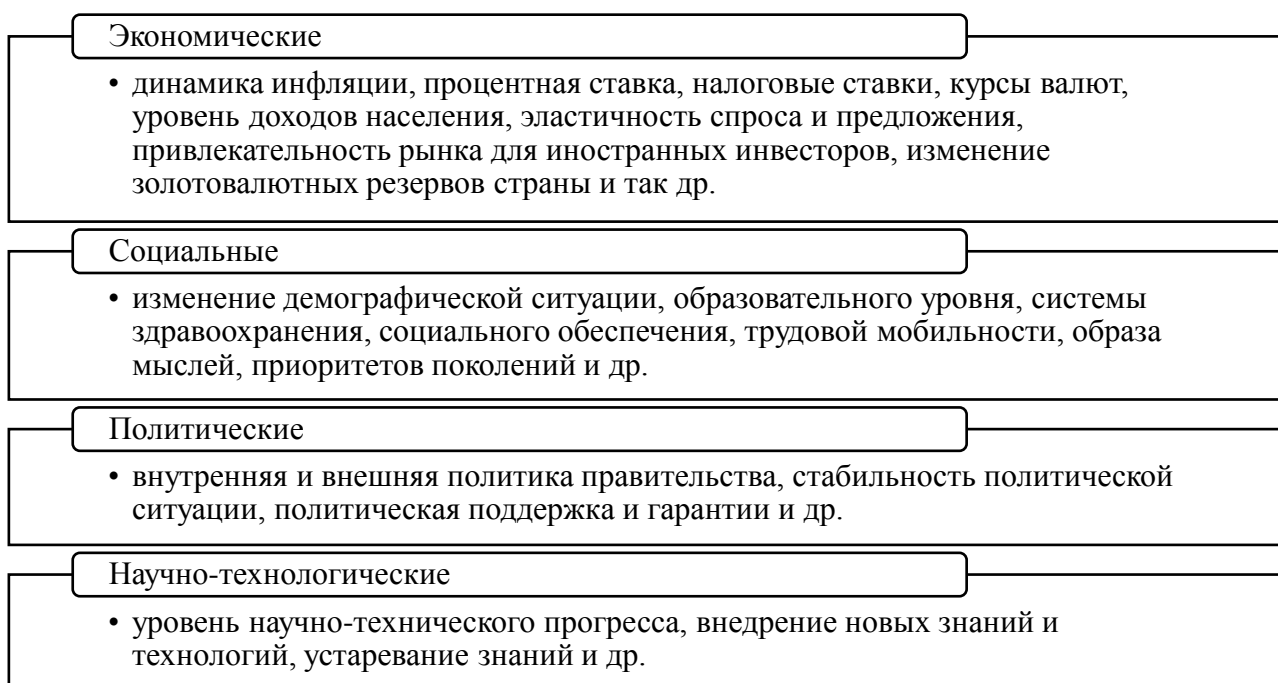 Экономические
• динамика инфляции, процентная ставка, налоговые ставки, курсы валют,
уровень доходов населения, эластичность спроса и предложения,
привлекательность рынка для иностранных инвесторов, изменение
золотовалютных резервов страны и так др.
Социальные
• изменение демографической ситуации, образовательного уровня, системы
здравоохранения, социального обеспечения, трудовой мобильности, образа
мыслей, приоритетов поколений и др.
Политические
• внутренняя и внешняя политика правительства, стабильность политической
ситуации, политическая поддержка и гарантии и др.
Научно-технологические
• уровень научно-технического прогресса, внедрение новых знаний и
технологий, устаревание знаний и др.